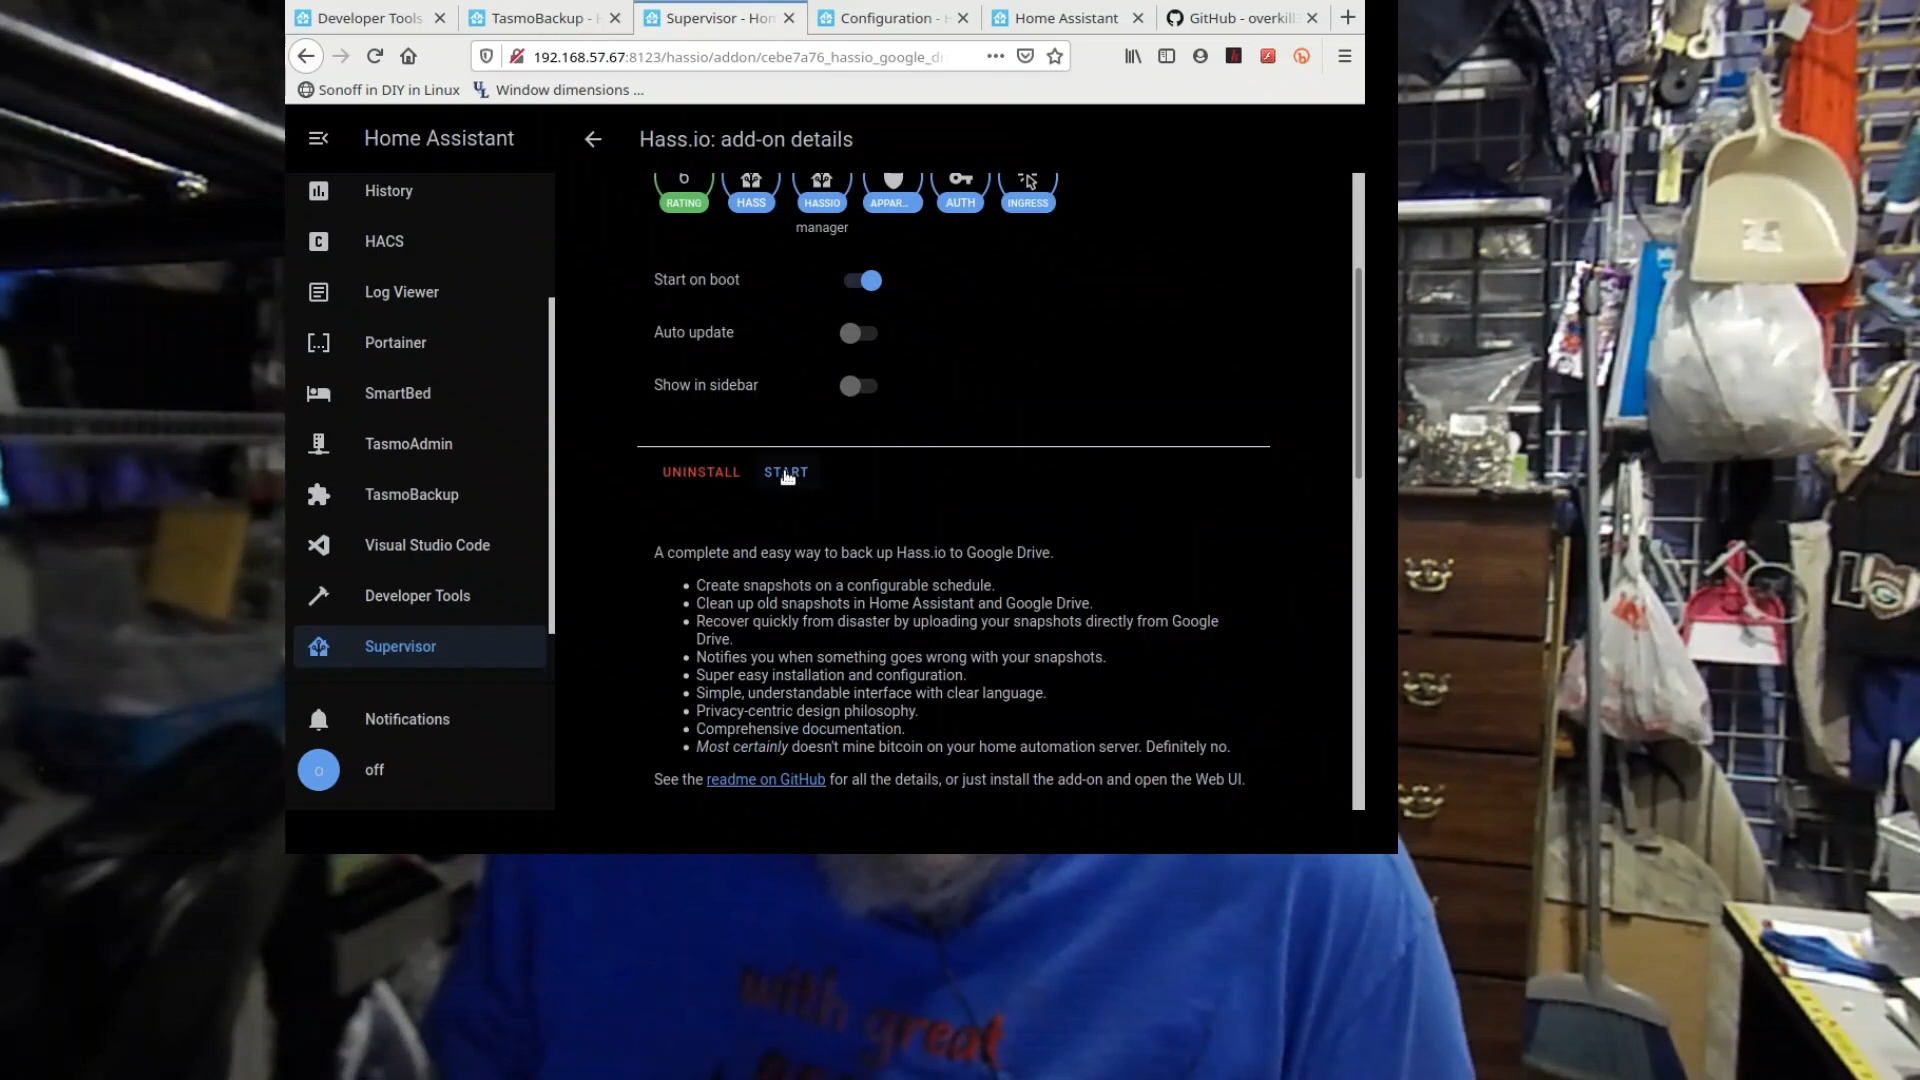 Developer Tools
TasmoBackup -
Supervisor - Hom
Configuration -
Home Assistant
GitHub - overkill
192.168.57.67:8123/hassio/addon/cebe7a76_hassio_google_dr
Sonoff in DIY in Linux
Window dimensions ...
Home Assistant
Hass.io: add-on details
6
RATING
HASS
HASSIO
APPAR...
AUTH
INGRESS
manager
History
HACS
Log Viewer
Portainer
SmartBed
TasmoAdmin
TasmoBackup
Visual Studio Code
Developer Tools
Supervisor
Notifications
o
off
Start on boot
Auto update
Show in sidebar
UNINSTALL
START
A complete and easy way to back up Hass.io to Google Drive.
Create snapshots on a configurable schedule.
Clean up old snapshots in Home Assistant and Google Drive.
Recover quickly from disaster by uploading your snapshots directly from Google
Drive.
Notifies you when something goes wrong with your snapshots.
Super easy installation and configuration.
Simple, understandable interface with clear language.
Privacy-centric design philosophy.
Comprehensive documentation.
Most certainly doesn't mine bitcoin on your home automation server. Definitely no.
See the readme on GitHub for all the details, or just install the add-on and open the Web UI.
with great